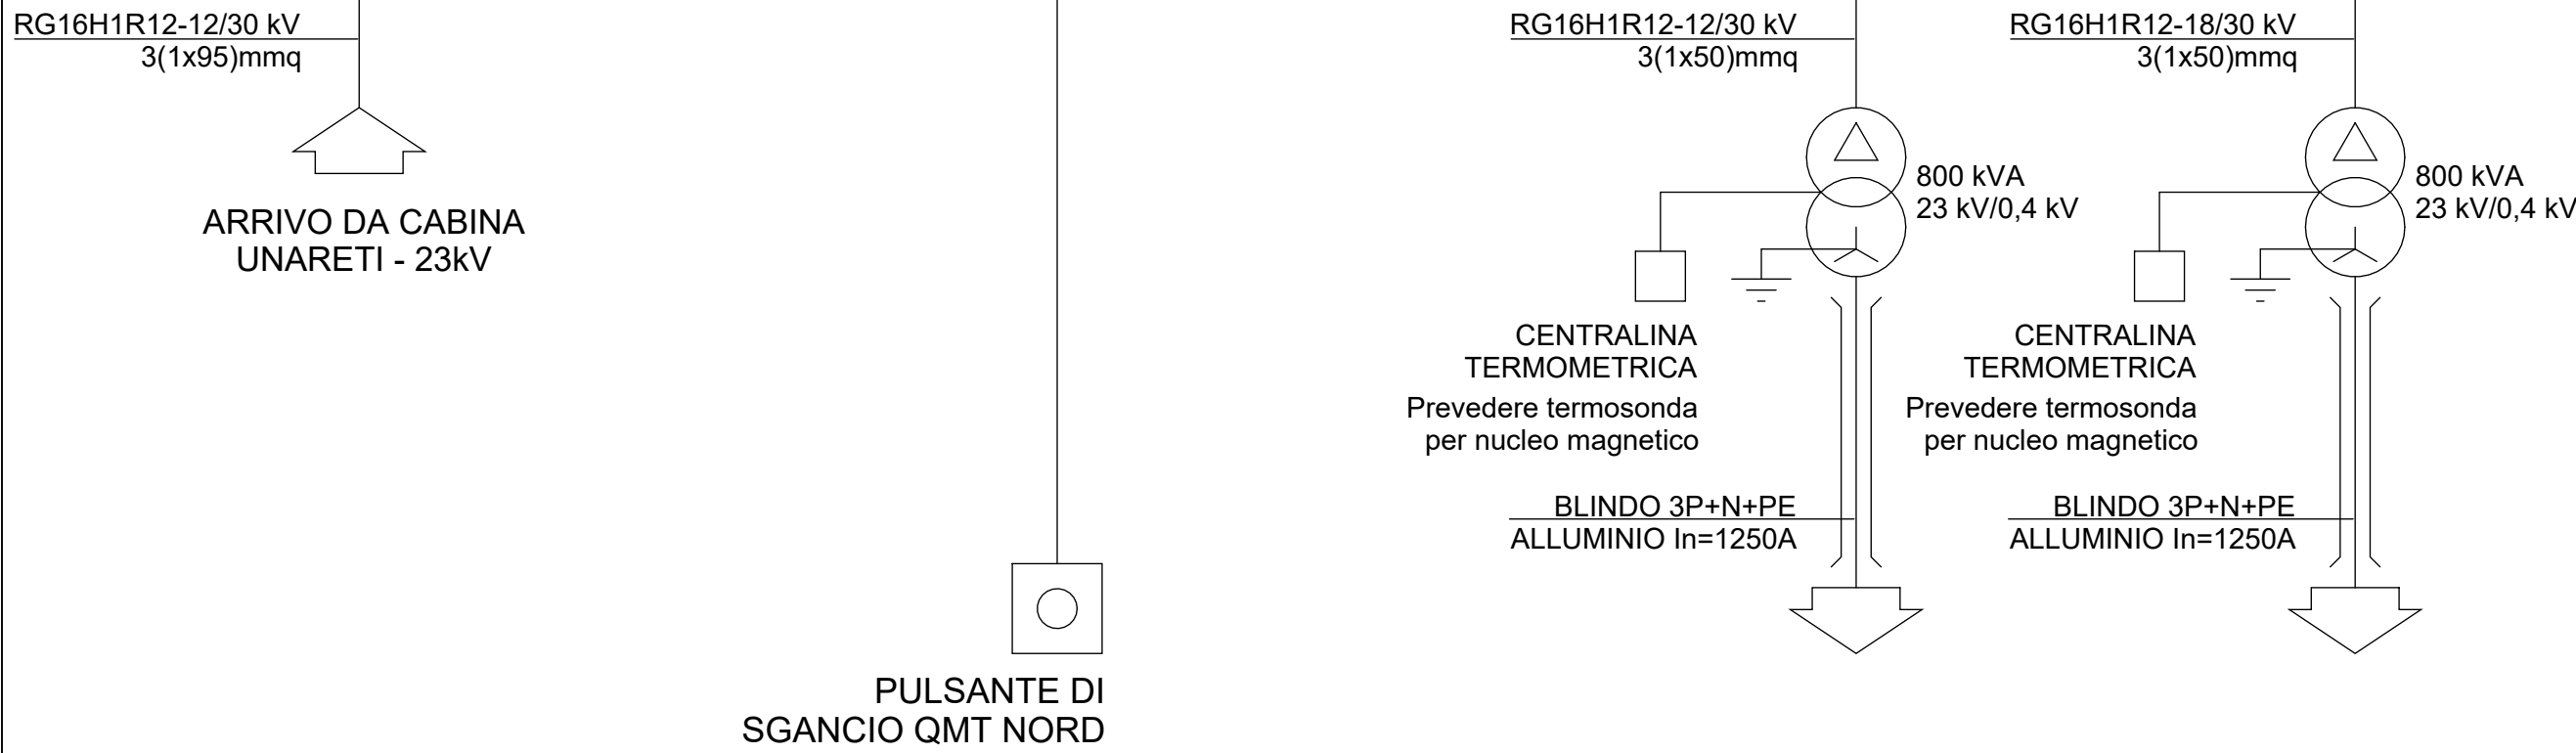 RG16H1R12-12/30 kV
3(1x95)mmq
ARRIVO DA CABINA
UNARETI - 23kV
PULSANTE DI
SGANCIO QMT NORD
RG16H1R12-12/30 kV
3(1x50)mmq
800 kVA
23 kV/0,4 kV
CENTRALINA
TERMOMETRICA
Prevedere termosonda
per nucleo magnetico
BLINDO 3P+N+PE
ALLUMINIO In=1250A
RG16H1R12-18/30 kV
3(1x50)mmq
800 kVA
23 kV/0,4 kV
CENTRALINA
TERMOMETRICA
Prevedere termosonda
per nucleo magnetico
BLINDO 3P+N+PE
ALLUMINIO In=1250A